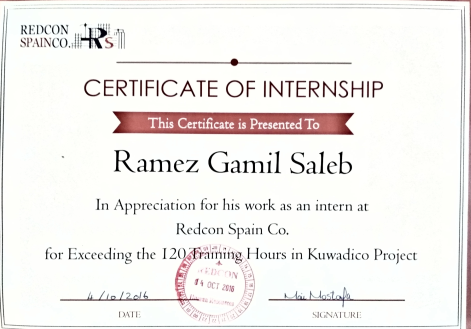 REDCON
SPAINCO.
RS
CERTIFICATE OF INTERNSHIP
This Certificate is Presented To
Ramez Gamil Saleb
In Appreciation for his work as an intern at
Redcon Spain Co.
for Exceeding the 120 Training Hours in Kuwadico Project
REDCON
04 OCT 2016
4/10/2016
Mai Mostafa
DATE
SIGNATURE